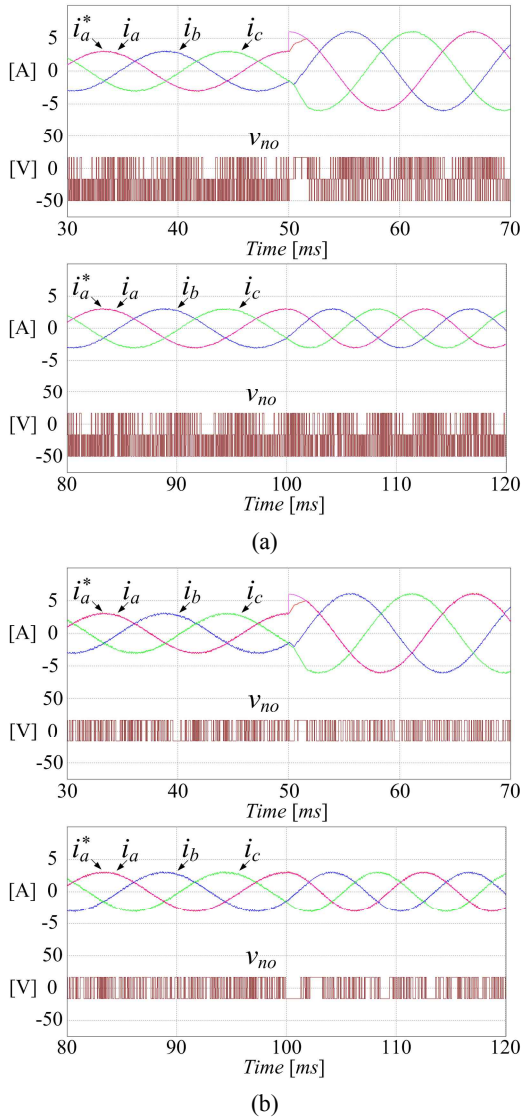 i_a^* i_a i_b i_c
5
[A] 0
-5
50
v_no
[V] 0
-50
30 40 50 60 70
Time [ms]
i_a^* i_a i_b i_c
5
[A] 0
-5
50
v_no
[V] 0
-50
80 90 100 110 120
Time [ms]
(a)
i_a^* i_a i_b i_c
5
[A] 0
-5
50
v_no
[V] 0
-50
30 40 50 60 70
Time [ms]
i_a^* i_a i_b i_c
5
[A] 0
-5
50
v_no
[V] 0
-50
80 90 100 110 120
Time [ms]
(b)